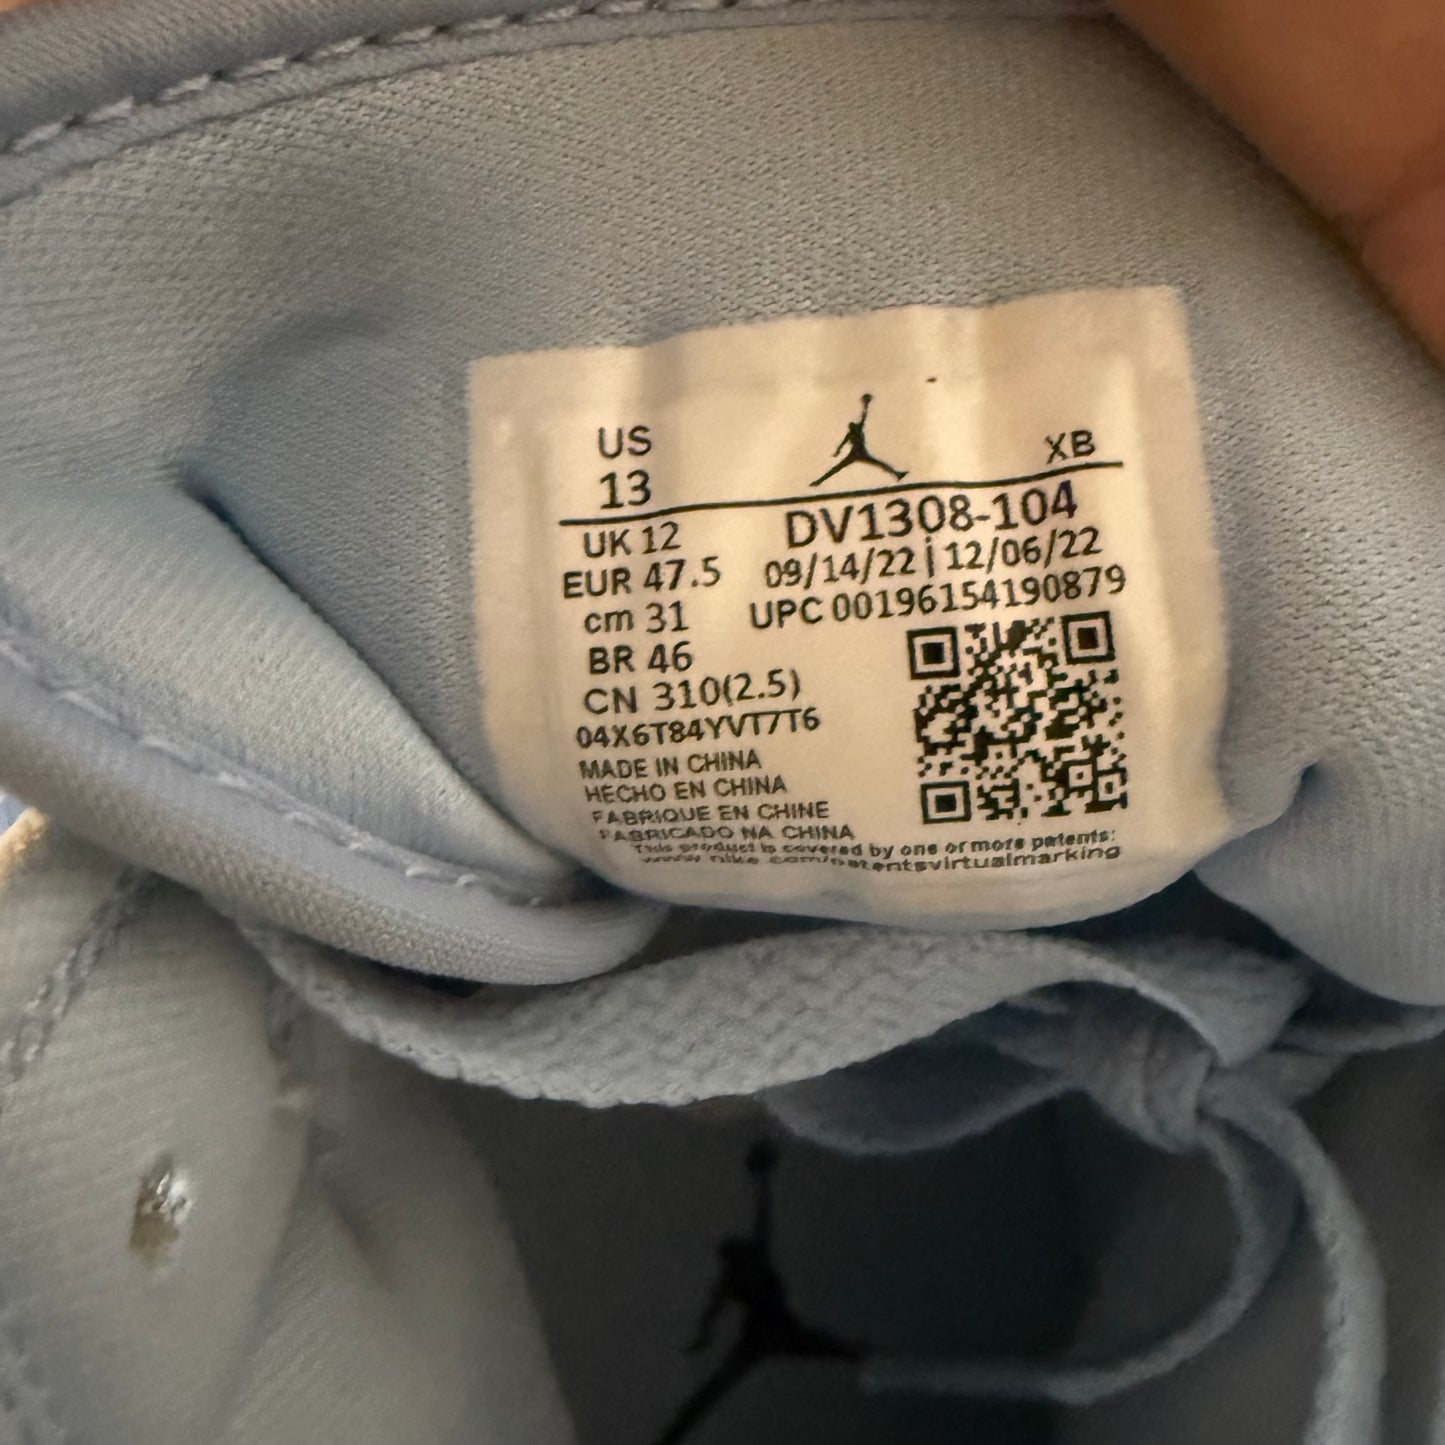 US
13
XB
UK 12
EUR 47.5
cm 31
BR 46
CN 310(2.5)
04X6T84YVT7T6
DV1308-104
09/14/22 | 12/06/22
UPC 00196154190879
MADE IN CHINA
HECHO EN CHINA
FABRIQUE EN CHINE
FABRICADO NA CHINA
This product is covered by one or more patents:
www.nike.com/patentsvirtualmarking